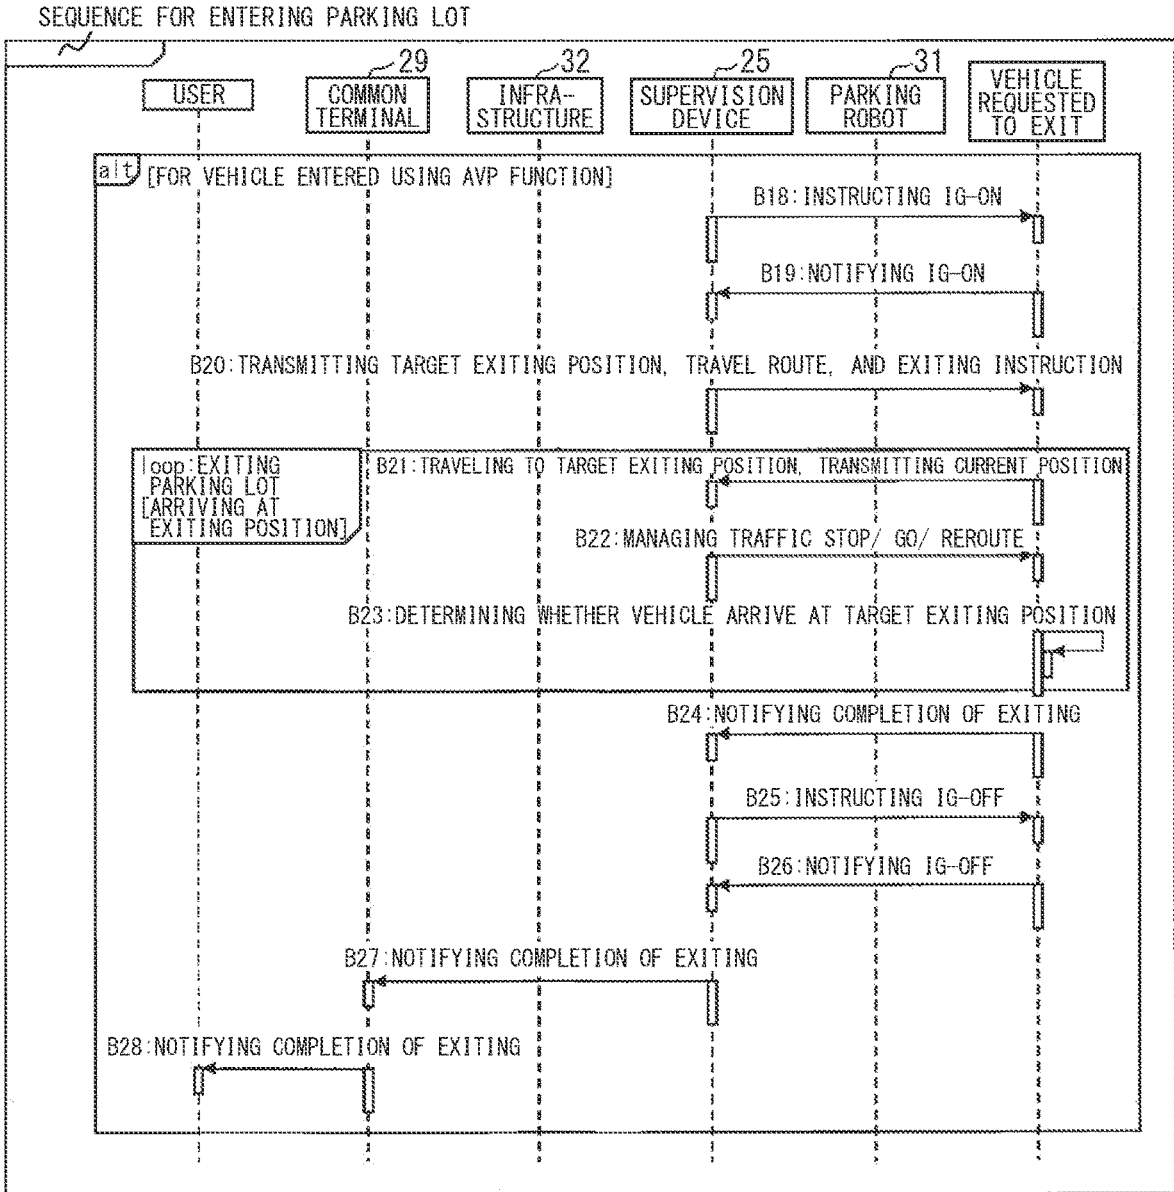 SEQUENCE FOR ENTERING PARKING LOT
29
32
25
31
USER
COMMON
TERMINAL
INFRA-
STRUCTURE
SUPERVISION
DEVICE
PARKING
ROBOT
VEHICLE
REQUESTED
TO EXIT
alt
[FOR VEHICLE ENTERED USING AVP FUNCTION]
B18:INSTRUCTING IG-ON
B19:NOTIFYING IG-ON
B20:TRANSMITTING TARGET EXITING POSITION, TRAVEL ROUTE, AND EXITING INSTRUCTION
loop:EXITING
PARKING LOT
[ARRIVING AT
EXITING POSITION]
B21:TRAVELING TO TARGET EXITING POSITION, TRANSMITTING CURRENT POSITION
B22:MANAGING TRAFFIC STOP/ GO/ REROUTE
B23:DETERMINING WHETHER VEHICLE ARRIVE AT TARGET EXITING POSITION
B24:NOTIFYING COMPLETION OF EXITING
B25:INSTRUCTING IG-OFF
B26:NOTIFYING IG-OFF
B27:NOTIFYING COMPLETION OF EXITING
B28:NOTIFYING COMPLETION OF EXITING